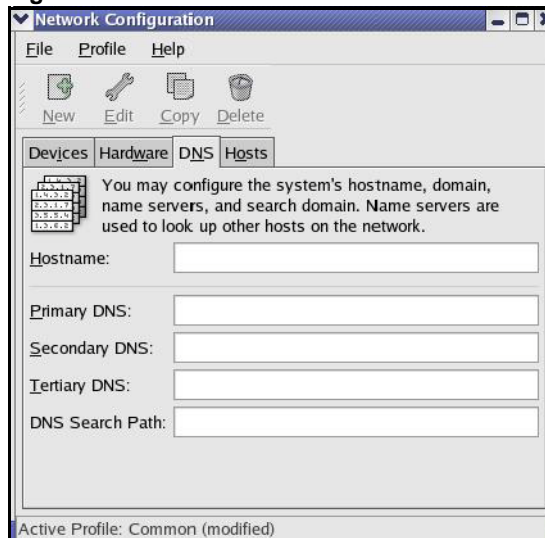 Network Configuration
File Profile Help
New Edit Copy Delete
Devices Hardware DNS Hosts
You may configure the system's hostname, domain,
name servers, and search domain. Name servers are
used to look up other hosts on the network.
Hostname:
Primary DNS:
Secondary DNS:
Tertiary DNS:
DNS Search Path:
Active Profile: Common (modified)